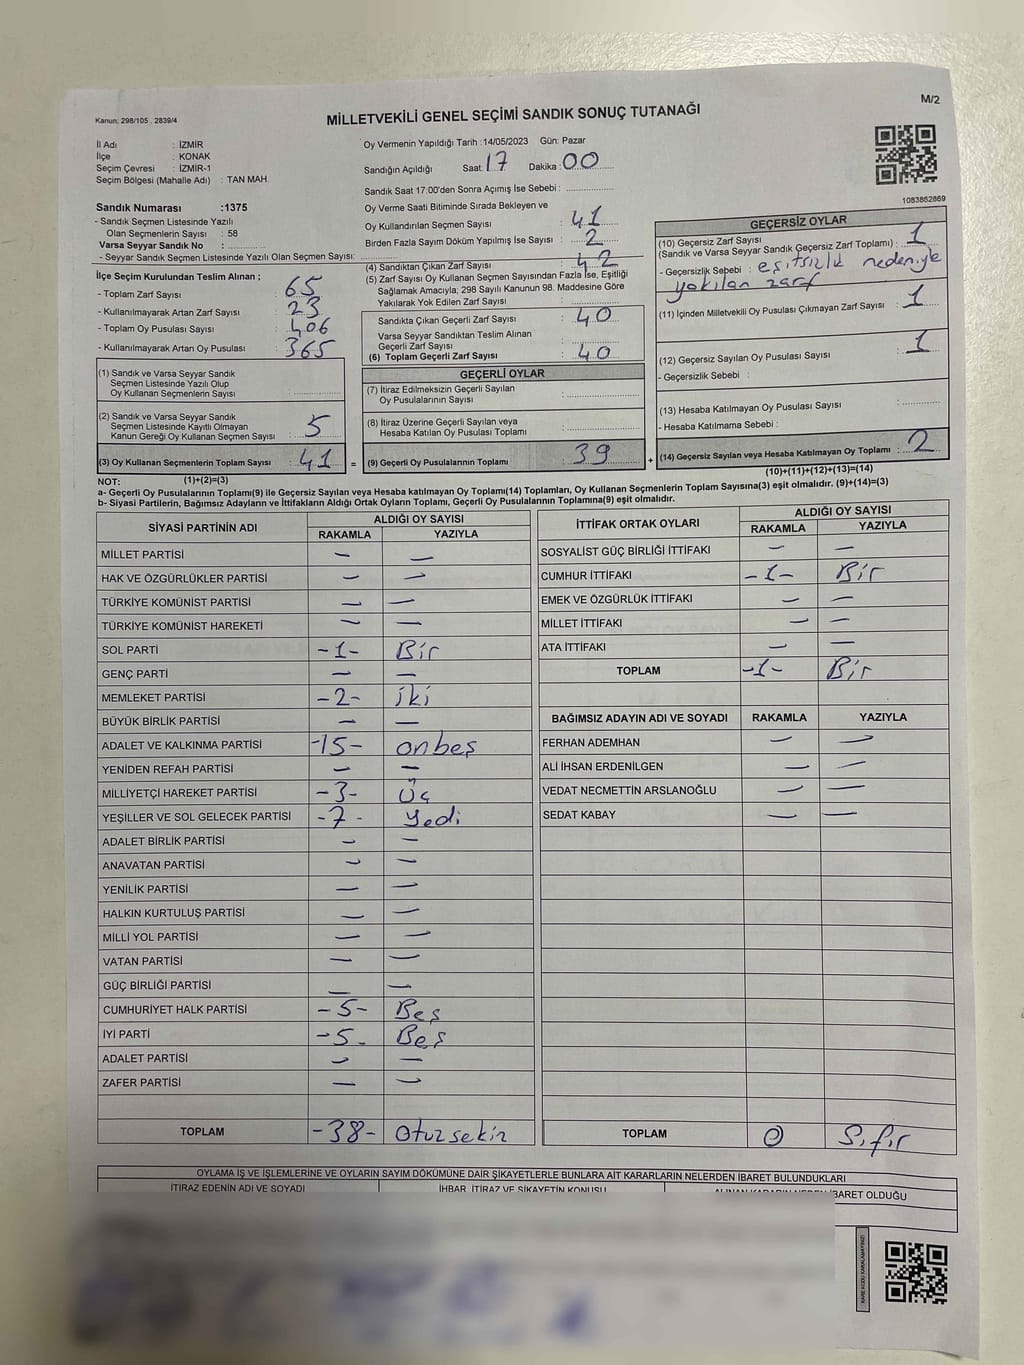 M/2
Kanun: 298/105 , 2839/4
MİLLETVEKİLİ GENEL SEÇİMİ SANDIK SONUÇ TUTANAĞI
İl Adı : İZMİR
İlçe : KONAK
Seçim Çevresi : İZMİR-1
Seçim Bölgesi (Mahalle Adı) : TAN MAH.
Sandık Numarası :1375
- Sandık Seçmen Listesinde Yazılı
Olan Seçmenlerin Sayısı : 58
Varsa Seyyar Sandık No :
- Seyyar Sandık Seçmen Listesinde Yazılı Olan Seçmen Sayısı:
Oy Vermenin Yapıldığı Tarih :14/05/2023 Gün: Pazar
Sandığın Açıldığı Saat: 17 Dakika: 00
Sandık Saat 17:00'den Sonra Açımış İse Sebebi :
Oy Verme Saati Bitiminde Sırada Bekleyen ve
Oy Kullandırılan Seçmen Sayısı : 41
Birden Fazla Sayım Döküm Yapılmış İse Sayısı : 2
1083862869
İlçe Seçim Kurulundan Teslim Alınan ;
- Toplam Zarf Sayısı : 65
- Kullanılmayarak Artan Zarf Sayısı : 23
- Toplam Oy Pusulası Sayısı : 406
- Kullanılmayarak Artan Oy Pusulası : 365
(1) Sandık ve Varsa Seyyar Sandık
Seçmen Listesinde Yazılı Olup
Oy Kullanan Seçmenlerin Sayısı :
(2) Sandık ve Varsa Seyyar Sandık
Seçmen Listesinde Kayıtlı Olmayan
Kanun Gereği Oy Kullanan Seçmen Sayısı : 5
(3) Oy Kullanan Seçmenlerin Toplam Sayısı : 41
(1)+(2)=(3)
(4) Sandıktan Çıkan Zarf Sayısı : 42
(5) Zarf Sayısı Oy Kullanan Seçmen Sayısından Fazla İse, Eşitliği
Sağlamak Amacıyla; 298 Sayılı Kanunun 98. Maddesine Göre
Yakılarak Yok Edilen Zarf Sayısı :
Sandıkta Çıkan Geçerli Zarf Sayısı : 40
Varsa Seyyar Sandıktan Teslim Alınan
Geçerli Zarf Sayısı :
(6) Toplam Geçerli Zarf Sayısı : 40
GEÇERLİ OYLAR
(7) İtiraz Edilmeksizin Geçerli Sayılan
Oy Pusulalarının Sayısı :
(8) İtiraz Üzerine Geçerli Sayılan veya
Hesaba Katılan Oy Pusulası Toplamı :
= (9) Geçerli Oy Pusulalarının Toplamı : 39 +
GEÇERSİZ OYLAR
(10) Geçersiz Zarf Sayısı
(Sandık ve Varsa Seyyar Sandık Geçersiz Zarf Toplamı) : 1
- Geçersizlik Sebebi : eşitsizlik nedeniyle
yakılan zarf
(11) İçinden Milletvekili Oy Pusulası Çıkmayan Zarf Sayısı : 1
(12) Geçersiz Sayılan Oy Pusulası Sayısı : 1
- Geçersizlik Sebebi :
(13) Hesaba Katılmayan Oy Pusulası Sayısı :
- Hesaba Katılmama Sebebi :
(14) Geçersiz Sayılan veya Hesaba Katılmayan Oy Toplamı : 2
(10)+(11)+(12)+(13)=(14)
NOT:
a- Geçerli Oy Pusulalarının Toplamı(9) ile Geçersiz Sayılan veya Hesaba katılmayan Oy Toplamı(14) Toplamları, Oy Kullanan Seçmenlerin Toplam Sayısına(3) eşit olmalıdır. (9)+(14)=(3)
b- Siyasi Partilerin, Bağımsız Adayların ve İttifakların Aldığı Ortak Oyların Toplamı, Geçerli Oy Pusulalarının Toplamına(9) eşit olmalıdır.
SİYASİ PARTİNİN ADI ALDIĞI OY SAYISI
RAKAMLA YAZIYLA
MİLLET PARTİSİ — —
HAK VE ÖZGÜRLÜKLER PARTİSİ — —
TÜRKİYE KOMÜNİST PARTİSİ — —
TÜRKİYE KOMÜNİST HAREKETİ — —
SOL PARTİ -1- Bir
GENÇ PARTİ — —
MEMLEKET PARTİSİ -2- iki
BÜYÜK BİRLİK PARTİSİ — —
ADALET VE KALKINMA PARTİSİ -15- onbeş
YENİDEN REFAH PARTİSİ — —
MİLLİYETÇİ HAREKET PARTİSİ -3- Üç
YEŞİLLER VE SOL GELECEK PARTİSİ -7- Yedi
ADALET BİRLİK PARTİSİ — —
ANAVATAN PARTİSİ — —
YENİLİK PARTİSİ — —
HALKIN KURTULUŞ PARTİSİ — —
MİLLİ YOL PARTİSİ — —
VATAN PARTİSİ — —
GÜÇ BİRLİĞİ PARTİSİ — —
CUMHURİYET HALK PARTİSİ -5- Beş
İYİ PARTİ -5- Beş
ADALET PARTİSİ — —
ZAFER PARTİSİ — —
TOPLAM -38- Otuzsekiz
İTTİFAK ORTAK OYLARI ALDIĞI OY SAYISI
RAKAMLA YAZIYLA
SOSYALİST GÜÇ BİRLİĞİ İTTİFAKI — —
CUMHUR İTTİFAKI -1- Bir
EMEK VE ÖZGÜRLÜK İTTİFAKI — —
MİLLET İTTİFAKI — —
ATA İTTİFAKI — —
TOPLAM -1- Bir
BAĞIMSIZ ADAYIN ADI VE SOYADI RAKAMLA YAZIYLA
FERHAN ADEMHAN — —
ALİ İHSAN ERDENİLGEN — —
VEDAT NECMETTİN ARSLANOĞLU — —
SEDAT KABAY — —
TOPLAM 0 Sıfır
OYLAMA İŞ VE İŞLEMLERİNE VE OYLARIN SAYIM DÖKÜMÜNE DAİR ŞİKAYETLERLE BUNLARA AİT KARARLARIN NELERDEN İBARET BULUNDUKLARI
İTİRAZ EDENİN ADI VE SOYADI İHBAR, İTİRAZ VE ŞİKAYETİN KONUSU ALINAN KARARIN NEDEN İBARET OLDUĞU
KARE KODU KARALAMAYINIZ!